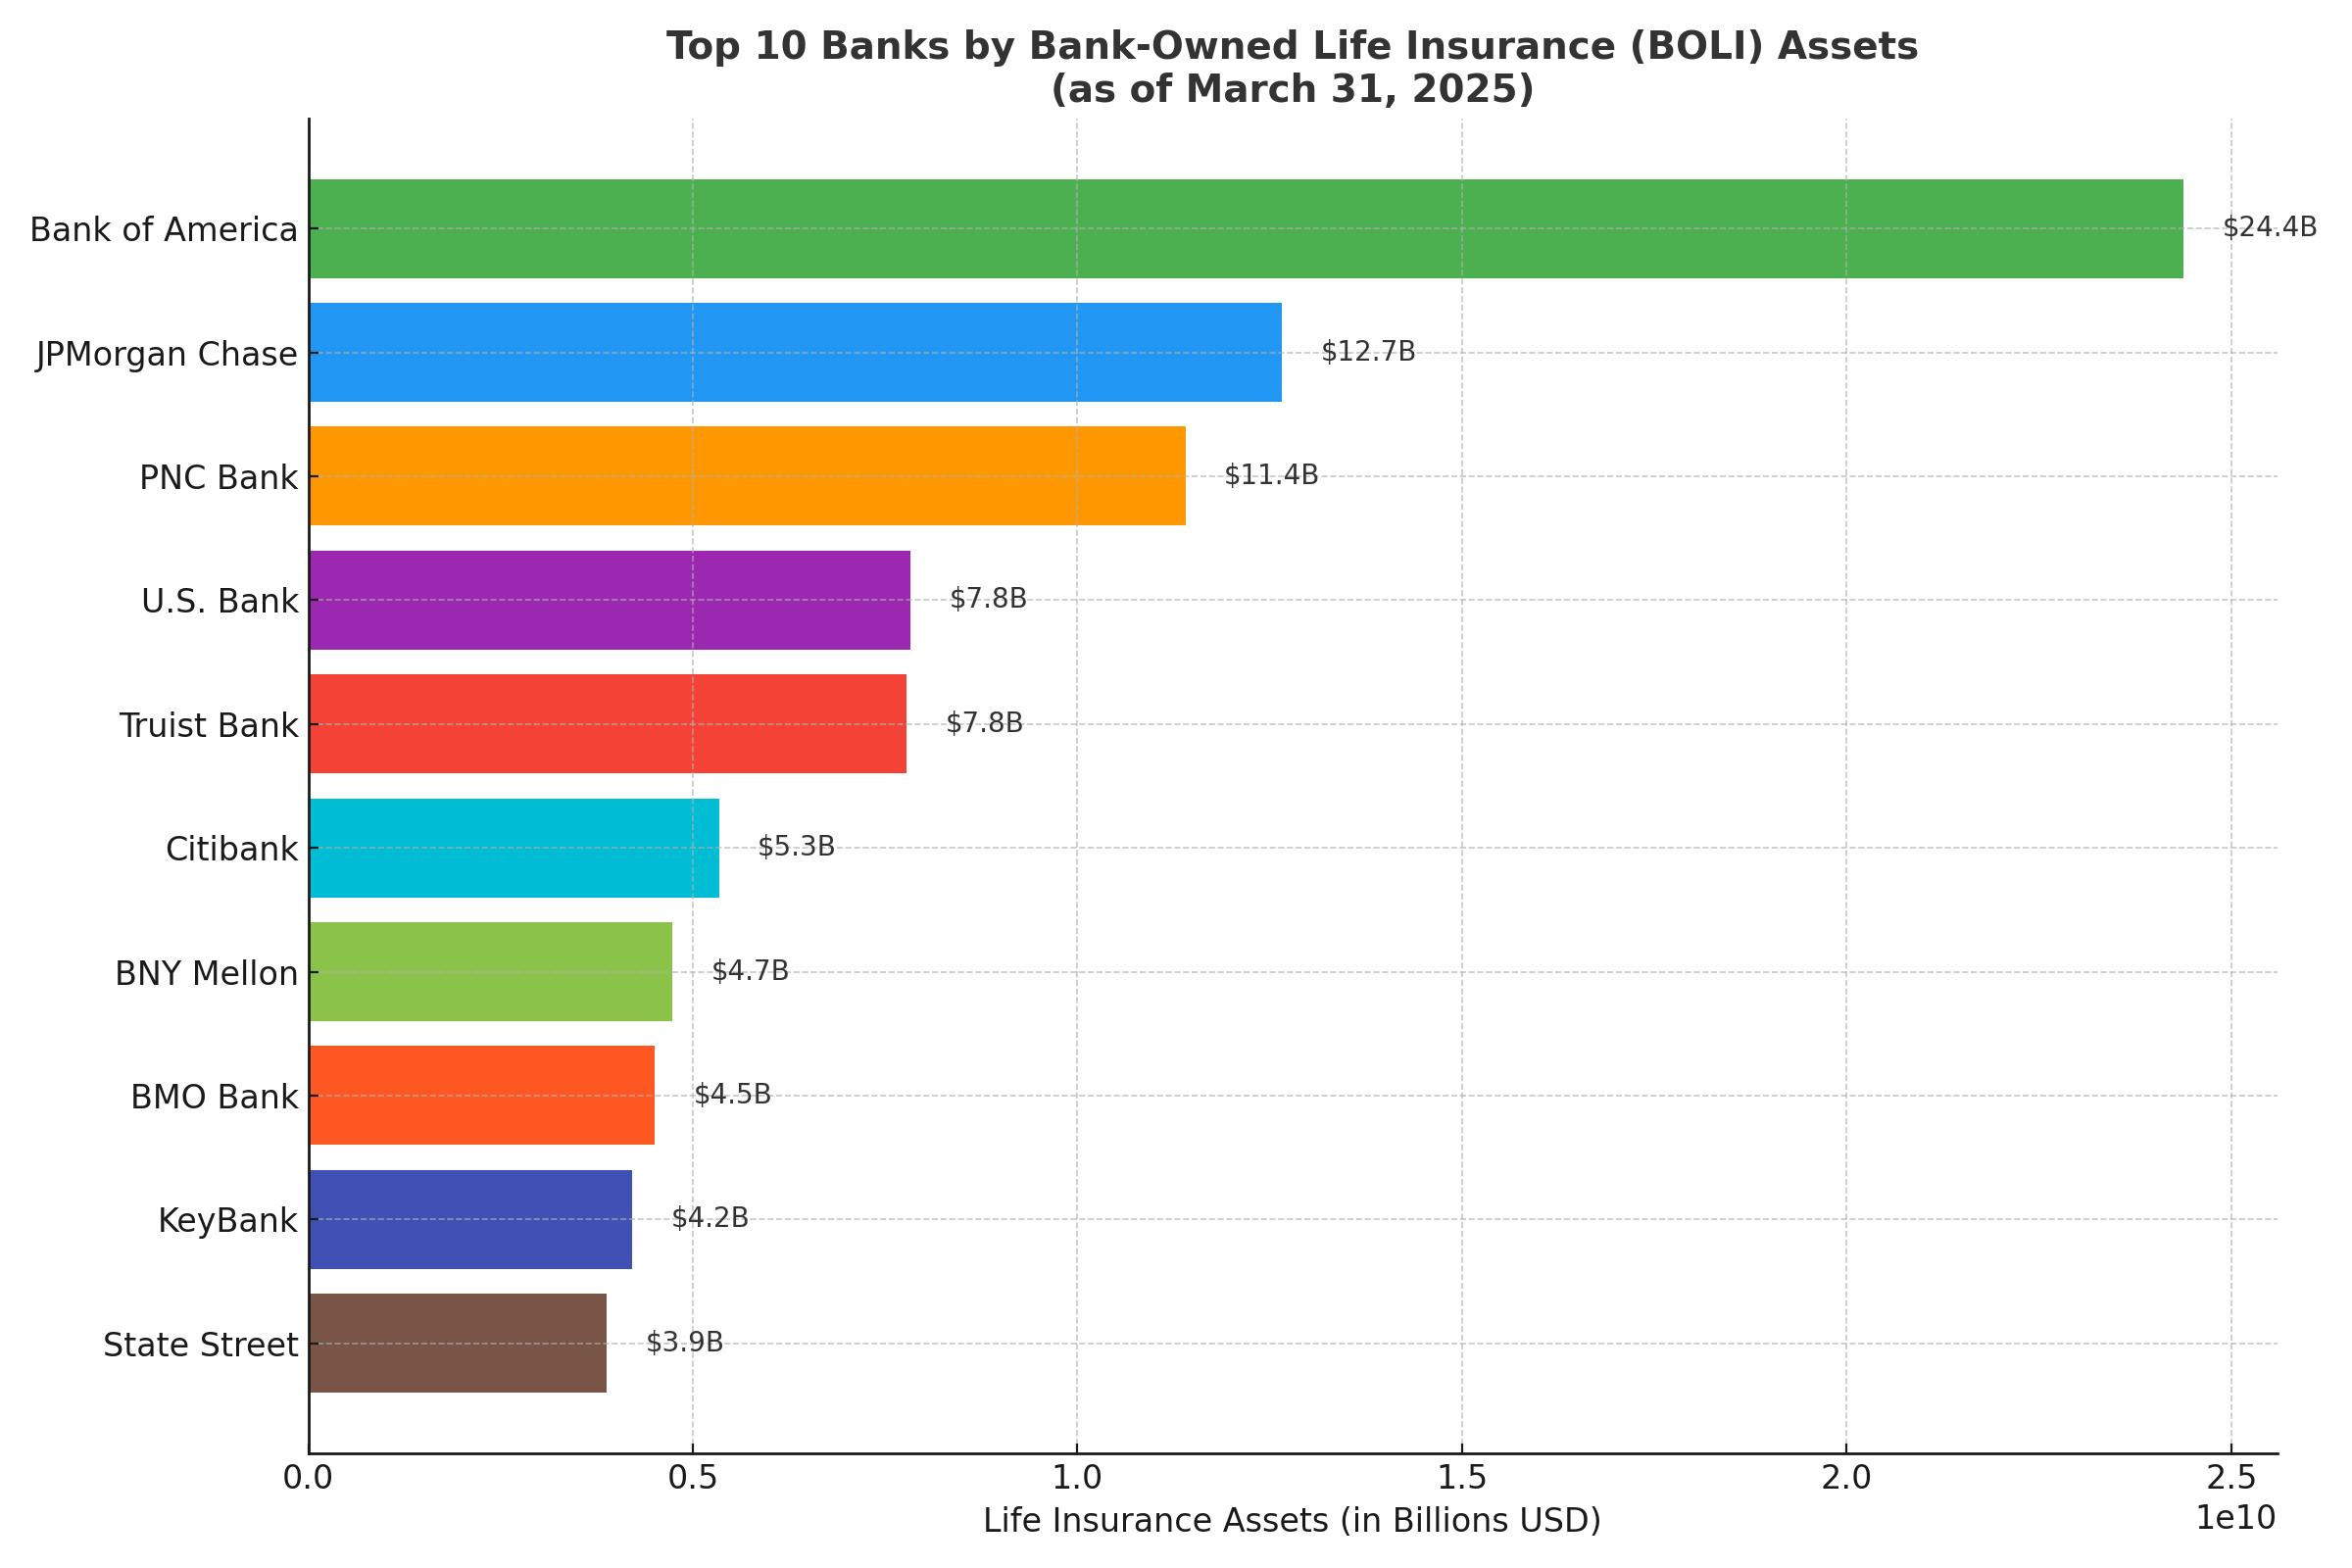 Top 10 Banks by Bank-Owned Life Insurance (BOLI) Assets
(as of March 31, 2025)
Bank of America
$24.4B
JPMorgan Chase
$12.7B
PNC Bank
$11.4B
U.S. Bank
$7.8B
Truist Bank
$7.8B
Citibank
$5.3B
BNY Mellon
$4.7B
BMO Bank
$4.5B
KeyBank
$4.2B
State Street
$3.9B
0.0 0.5 1.0 1.5 2.0 2.5
1e10
Life Insurance Assets (in Billions USD)